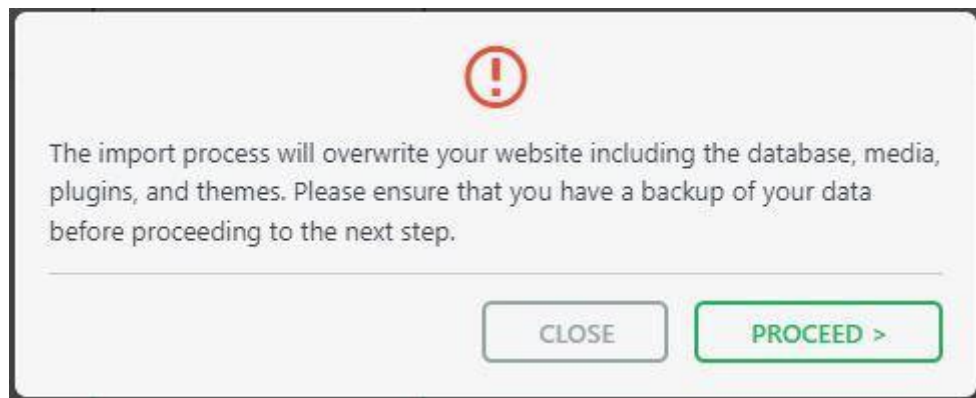 The import process will overwrite your website including the database, media,
plugins, and themes. Please ensure that you have a backup of your data
before proceeding to the next step.
CLOSE
PROCEED >